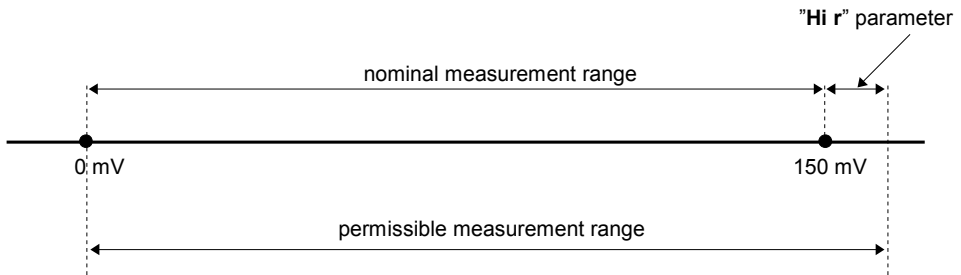 ”Hi r” parameter
nominal measurement range
0 mV
150 mV
permissible measurement range